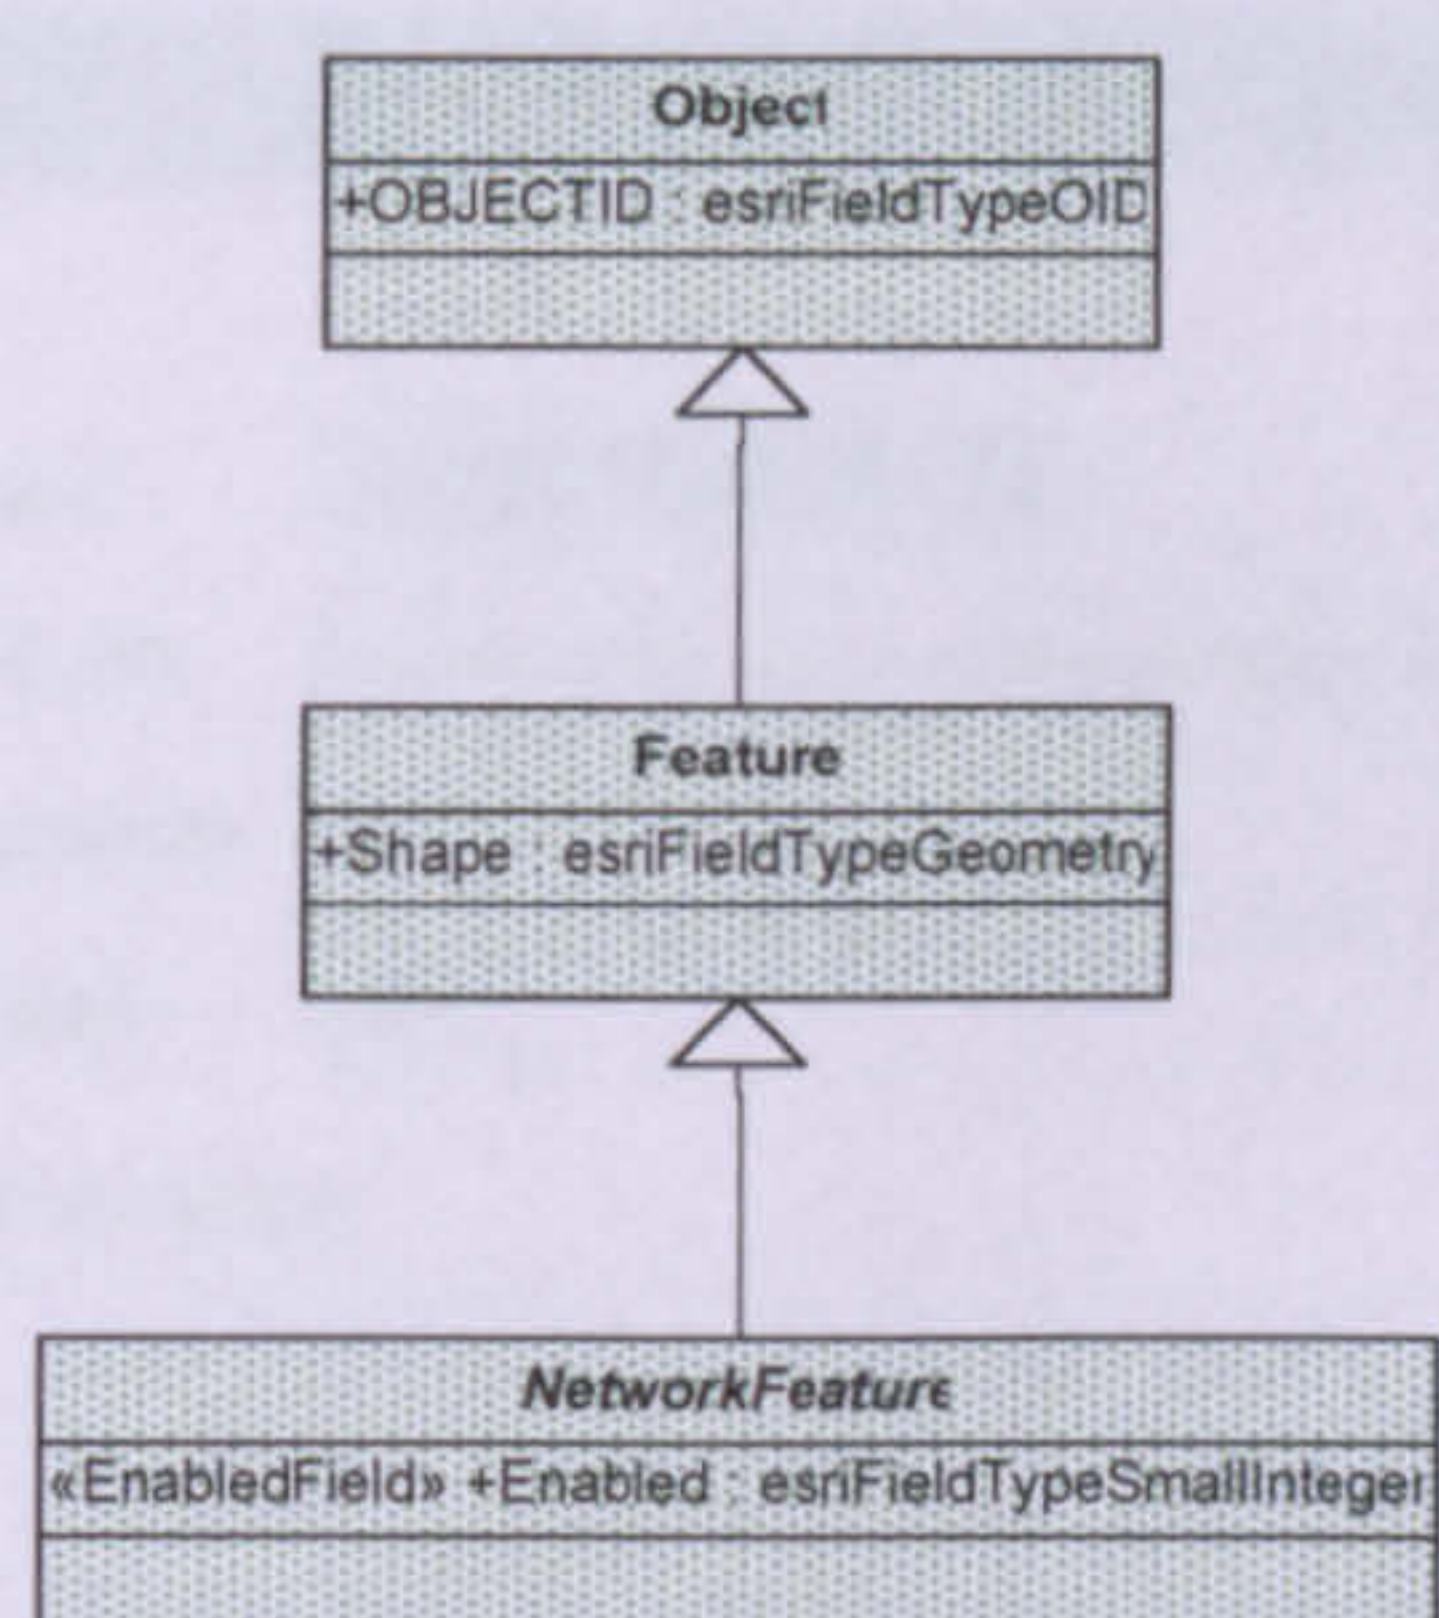 Object
+OBJECTID : esriFieldTypeOID
Feature
+Shape : esriFieldTypeGeometry
NetworkFeature
«EnabledField» +Enabled : esriFieldTypeSmallInteger